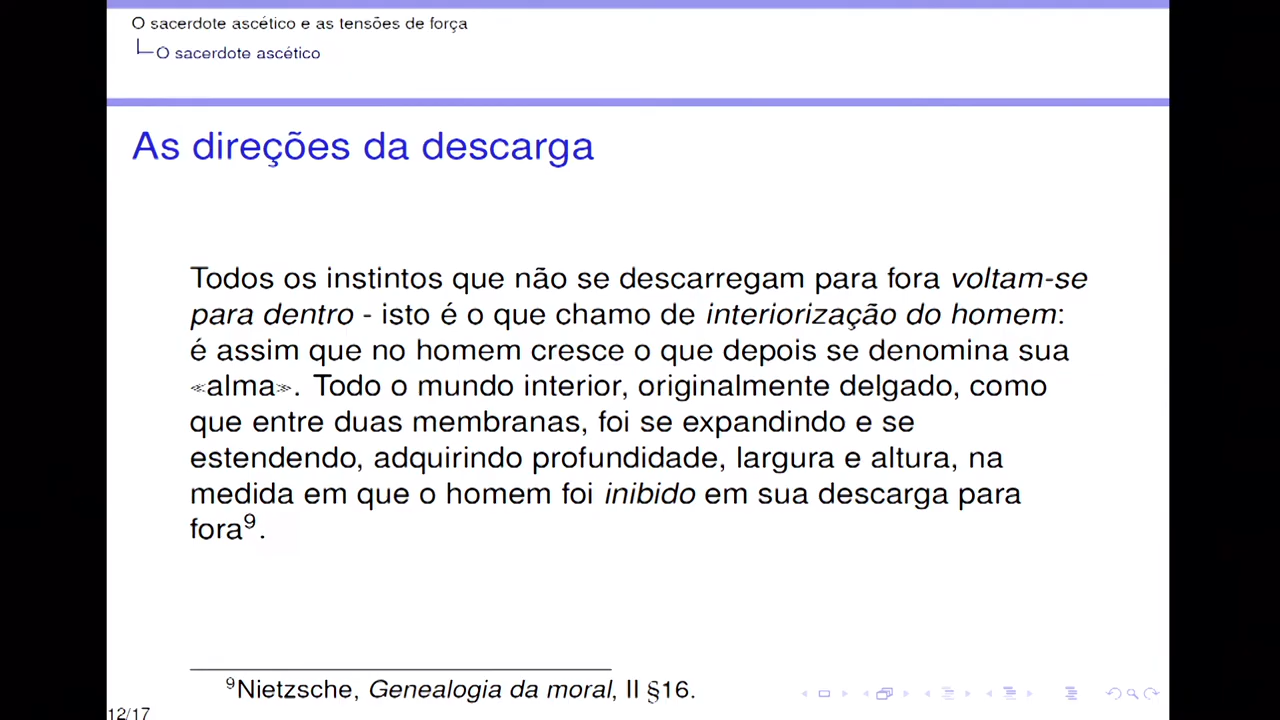 O sacerdote ascético e as tensões de força
O sacerdote ascético
As direções da descarga
Todos os instintos que não se descarregam para fora voltam-se
para dentro - isto é o que chamo de interiorização do homem:
é assim que no homem cresce o que depois se denomina sua
≪alma≫. Todo o mundo interior, originalmente delgado, como
que entre duas membranas, foi se expandindo e se
estendendo, adquirindo profundidade, largura e altura, na
medida em que o homem foi inibido em sua descarga para
fora⁹.
⁹Nietzsche, Genealogia da moral, II §16.
12/17